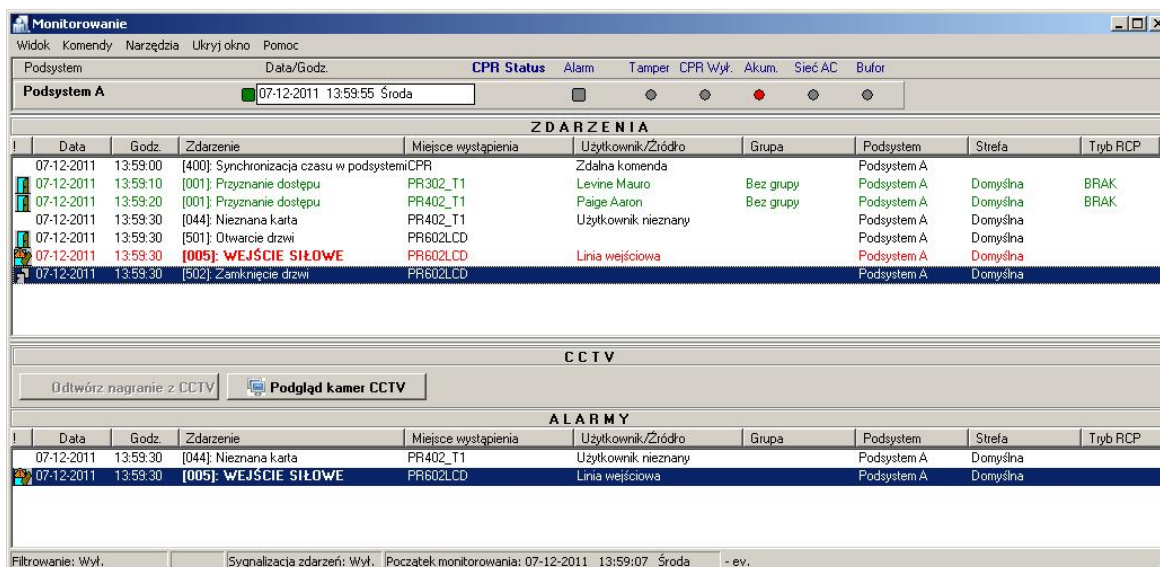 Monitorowanie
Widok Komendy Narzędzia Ukryj okno Pomoc
Podsystem Data/Godz. CPR Status Alarm Tamper CPR Wył. Akum. Sieć AC Bufor
Podsystem A 07-12-2011 13:59:55 Środa
ZDARZENIA
! Data Godz. Zdarzenie Miejsce wystąpienia Użytkownik/Źródło Grupa Podsystem Strefa Tryb RCP
07-12-2011 13:59:00 [400]: Synchronizacja czasu w podsystemi CPR Zdalna komenda Podsystem A
07-12-2011 13:59:10 [001]: Przyznanie dostępu PR302_T1 Levine Mauro Bez grupy Podsystem A Domyślna BRAK
07-12-2011 13:59:20 [001]: Przyznanie dostępu PR402_T1 Paige Aaron Bez grupy Podsystem A Domyślna BRAK
07-12-2011 13:59:30 [044]: Nieznana karta PR402_T1 Użytkownik nieznany Podsystem A Domyślna
07-12-2011 13:59:30 [501]: Otwarcie drzwi PR602LCD Podsystem A Domyślna
07-12-2011 13:59:30 [005]: WEJŚCIE SIŁOWE PR602LCD Linia wejściowa Podsystem A Domyślna
07-12-2011 13:59:30 [502]: Zamknięcie drzwi PR602LCD Podsystem A Domyślna
CCTV
Odtwórz nagranie z CCTV Podgląd kamer CCTV
ALARMY
! Data Godz. Zdarzenie Miejsce wystąpienia Użytkownik/Źródło Grupa Podsystem Strefa Tryb RCP
07-12-2011 13:59:30 [044]: Nieznana karta PR402_T1 Użytkownik nieznany Podsystem A Domyślna
07-12-2011 13:59:30 [005]: WEJŚCIE SIŁOWE PR602LCD Linia wejściowa Podsystem A Domyślna
Filtrowanie: Wył. Sygnalizacja zdarzeń: Wył. Początek monitorowania: 07-12-2011 13:59:07 Środa - ev.